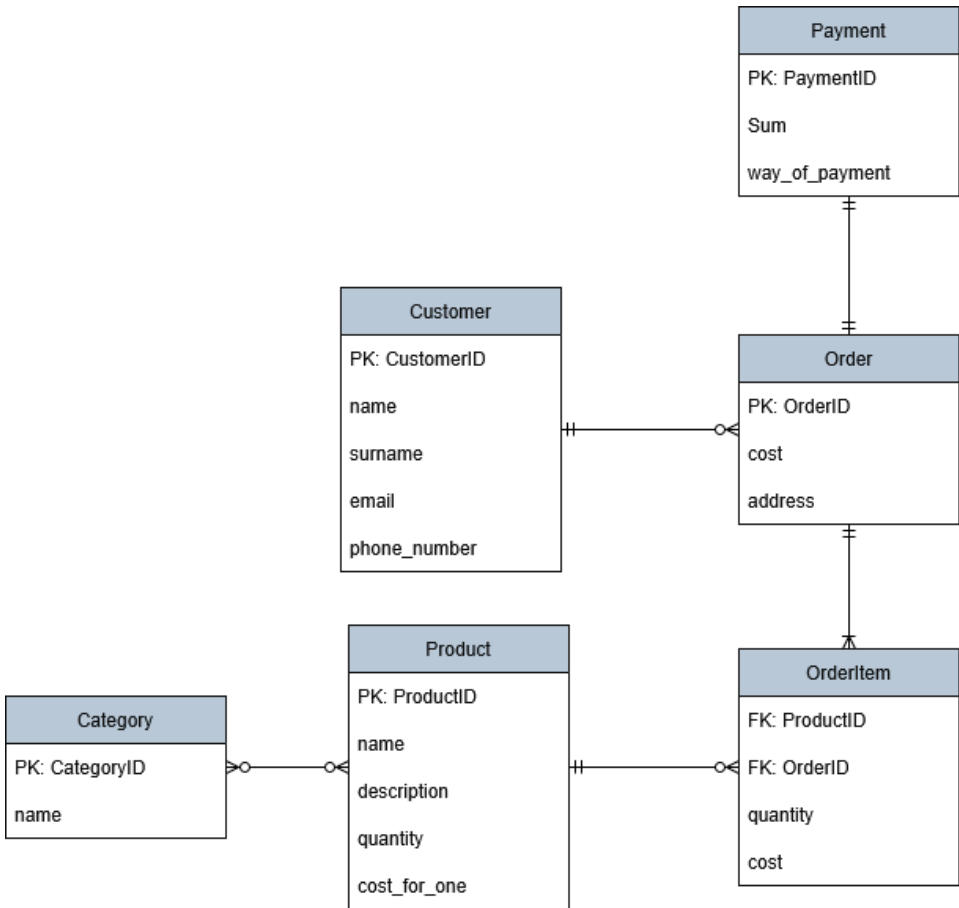 Payment
PK: PaymentID
Sum
way_of_payment
Customer
PK: CustomerID
name
surname
email
phone_number
Order
PK: OrderID
cost
address
Product
PK: ProductID
name
description
quantity
cost_for_one
OrderItem
FK: ProductID
FK: OrderID
quantity
cost
Category
PK: CategoryID
name